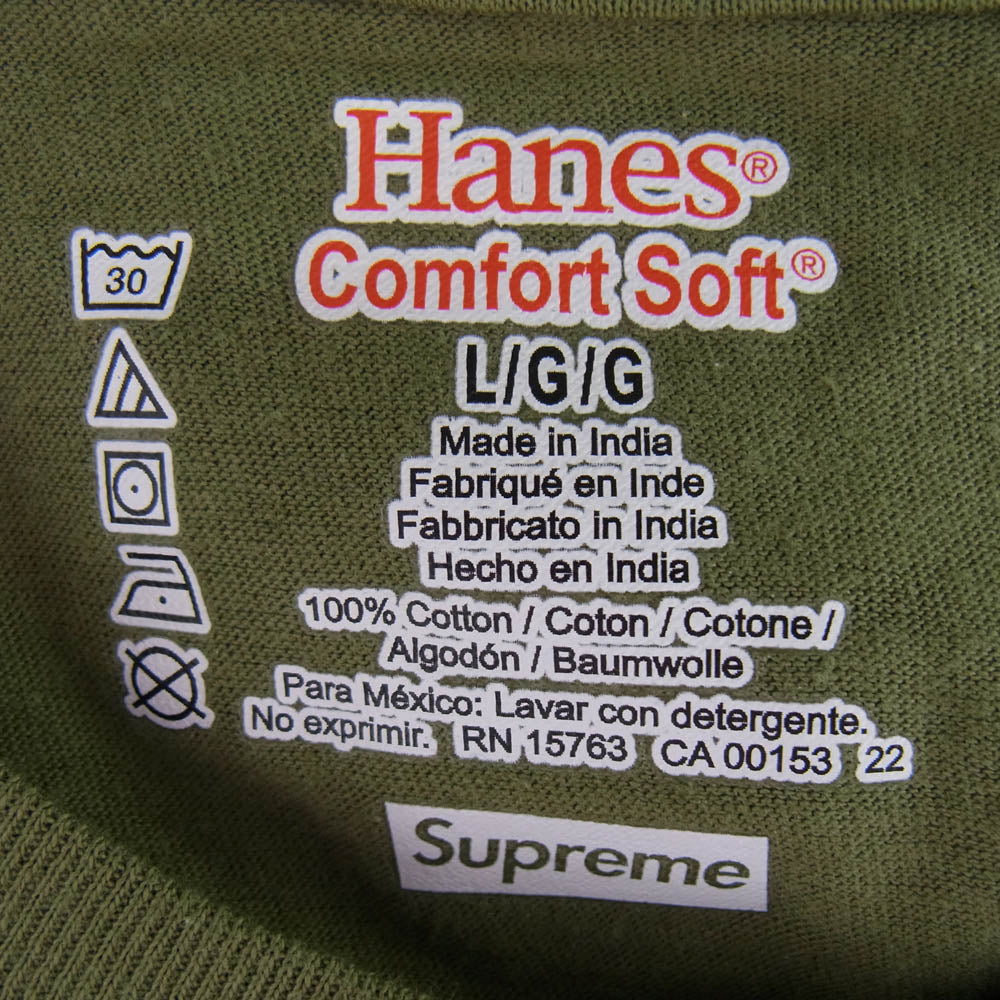 Hanes®
Comfort Soft®
30
L/G/G
Made in India
Fabriqué en Inde
Fabbricato in India
Hecho en India
100% Cotton / Coton / Cotone /
Algodón / Baumwolle
Para México: Lavar con detergente.
No exprimir. RN 15763 CA 00153 22
Supreme